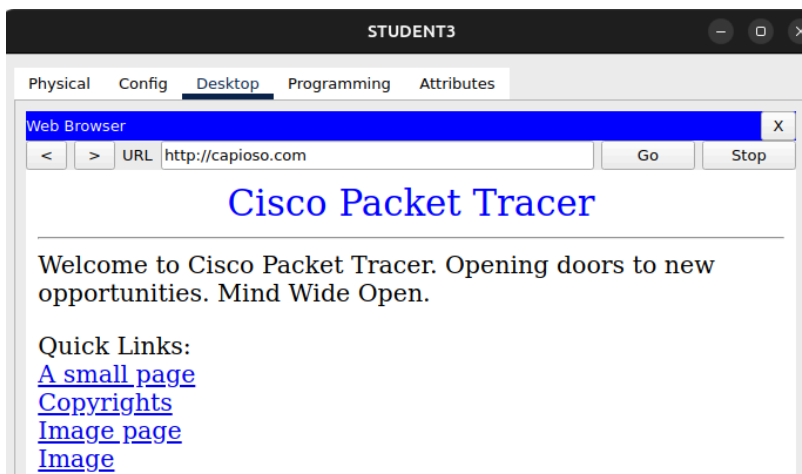 STUDENT3
Physical Config Desktop Programming Attributes
Web Browser X
< > URL http://capioso.com Go Stop
Cisco Packet Tracer
Welcome to Cisco Packet Tracer. Opening doors to new
opportunities. Mind Wide Open.
Quick Links:
A small page
Copyrights
Image page
Image